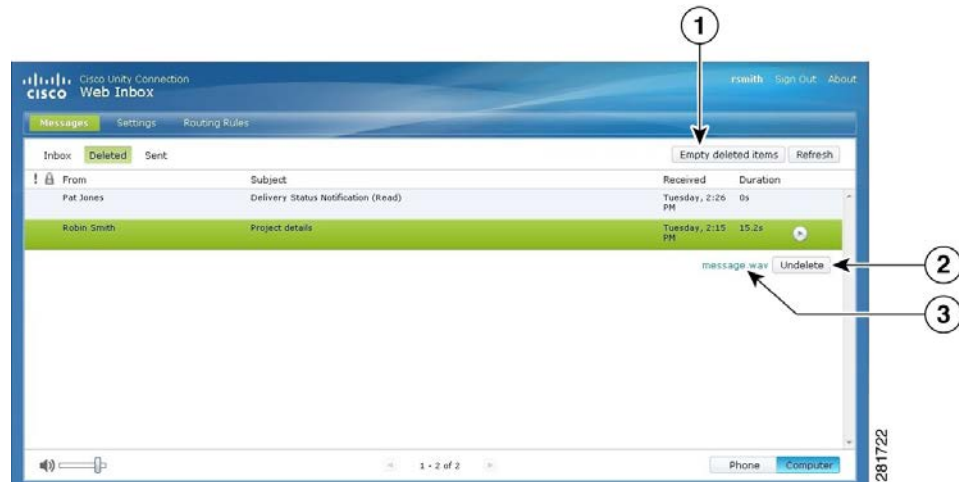 1
Cisco Unity Connection
cisco Web Inbox
rsmith Sign Out About
Messages Settings Routing Rules
Inbox Deleted Sent Empty deleted items Refresh
! From Subject Received Duration
Pat Jones Delivery Status Notification (Read) Tuesday, 2:26 PM 0s
Robin Smith Project details Tuesday, 2:15 PM 15.2s
message.wav Undelete
2
3
1 - 2 of 2
Phone Computer
281722